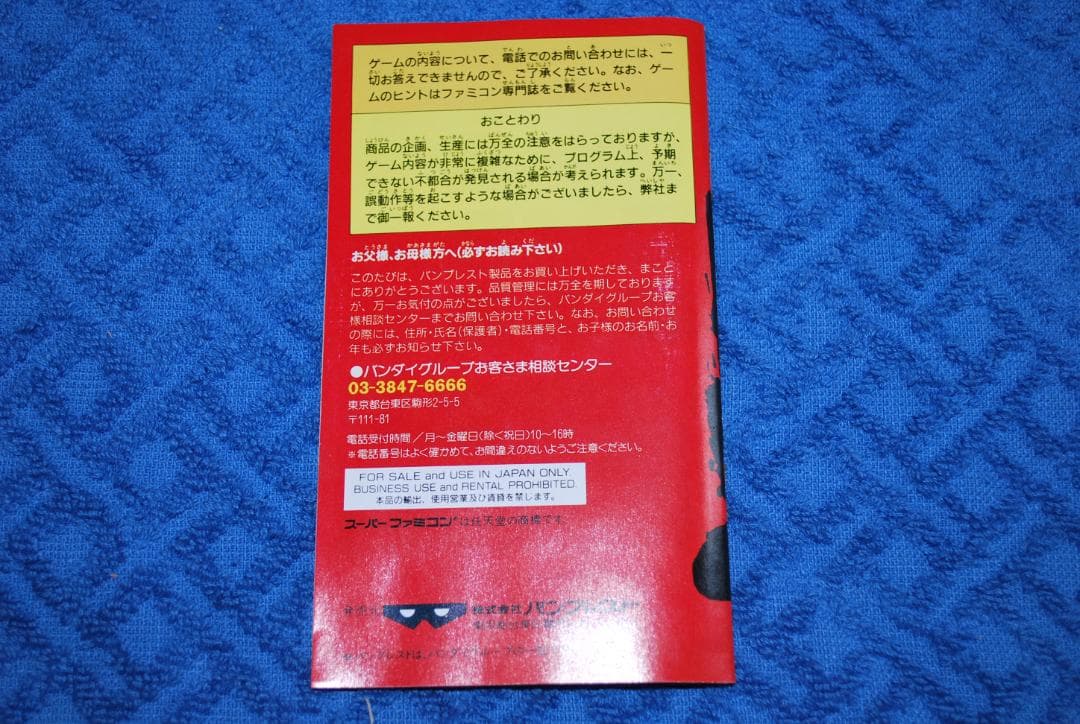 ゲームの内容について、電話でのお問い合わせには、一
切お答えできませんので、ご了承ください。なお、ゲー
ムのヒントはファミコン専門誌をご覧ください。
おことわり
商品の企画、生産には万全の注意をはらっておりますが、
ゲーム内容が非常に複雑なために、プログラム上、予期
できない不都合が発見される場合が考えられます。万一、
誤動作等を起こすような場合がございましたら、弊社ま
で御一報ください。
お父様、お母様方へ(必ずお読み下さい)
このたびは、バンプレスト製品をお買い上げいただき、まこと
にありがとうございます。品質管理には万全を期しております
が、万一お気付の点がございましたら、バンダイグループお客
様相談センターまでお問い合わせ下さい。なお、お問い合わせ
の際には、住所・氏名(保護者)・電話番号と、お子様のお名前・お
年も必ずお知らせ下さい。
●バンダイグループお客さま相談センター
03-3847-6666
東京都台東区駒形2-5-5
〒111-81
電話受付時間/月〜金曜日(除く祝日)10〜16時
※電話番号はよく確かめて、お間違えのないようご注意ください。
FOR SALE and USE IN JAPAN ONLY.
BUSINESS USE and RENTAL PROHIBITED.
本品の輸出、使用営業及び賃貸を禁じます。
スーパーファミコンは任天堂の商標です。
発売元 株式会社 バンプレスト